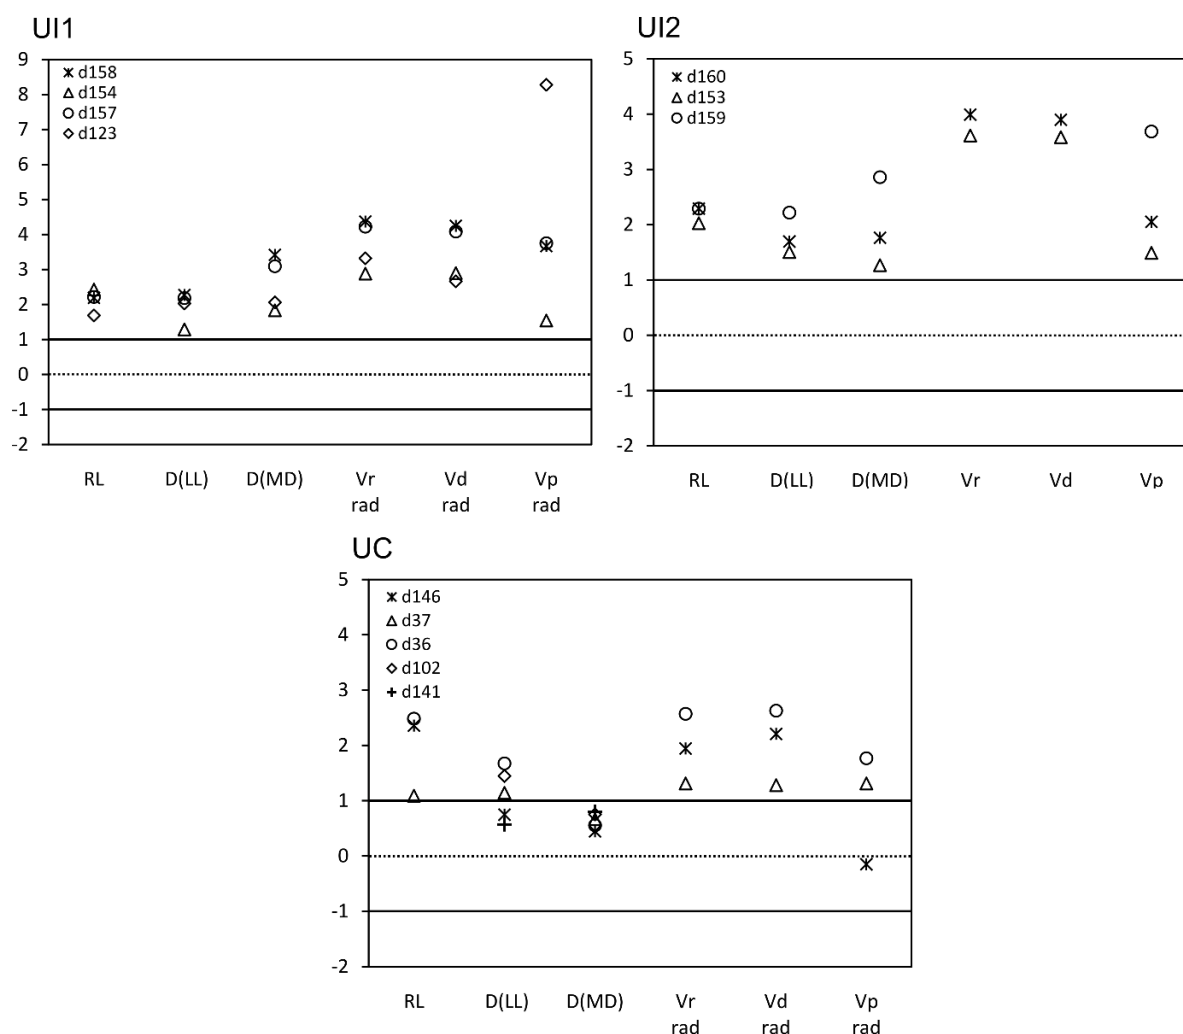 UI1
9
8
7
6
5
4
3
2
1
0
-1
-2
d158
d154
d157
d123
RL D(LL) D(MD) Vr Vd Vp
rad rad rad
UI2
5
4
3
2
1
0
-1
-2
d160
d153
d159
RL D(LL) D(MD) Vr Vd Vp
UC
5
4
3
2
1
0
-1
-2
d146
d37
d36
d102
d141
RL D(LL) D(MD) Vr Vd Vp
rad rad rad